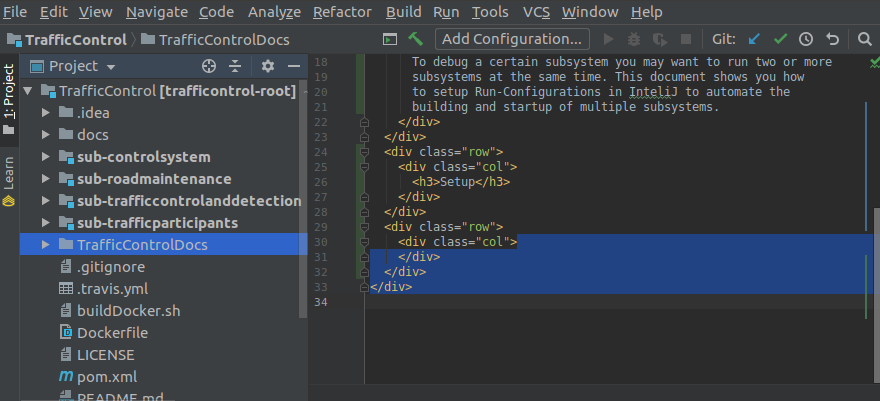 File Edit View Navigate Code Analyze Refactor Build Run Tools VCS Window Help
TrafficControl TrafficControlDocs Add Configuration... Git:
1: Project
Learn
Project
TrafficControl [trafficontrol-root]
.idea
docs
sub-controlsystem
sub-roadmaintenance
sub-trafficcontrolanddetection
sub-trafficparticipants
TrafficControlDocs
.gitignore
.travis.yml
buildDocker.sh
Dockerfile
LICENSE
pom.xml
README.md
18 To debug a certain subsystem you may want to run two or more
19 subsystems at the same time. This document shows you how
20 to setup Run-Configurations in InteliJ to automate the
21 building and startup of multiple subsystems.
22 </div>
23 </div>
24 <div class="row">
25 <div class="col">
26 <h3>Setup</h3>
27 </div>
28 </div>
29 <div class="row">
30 <div class="col">
31 </div>
32 </div>
33 </div>
34